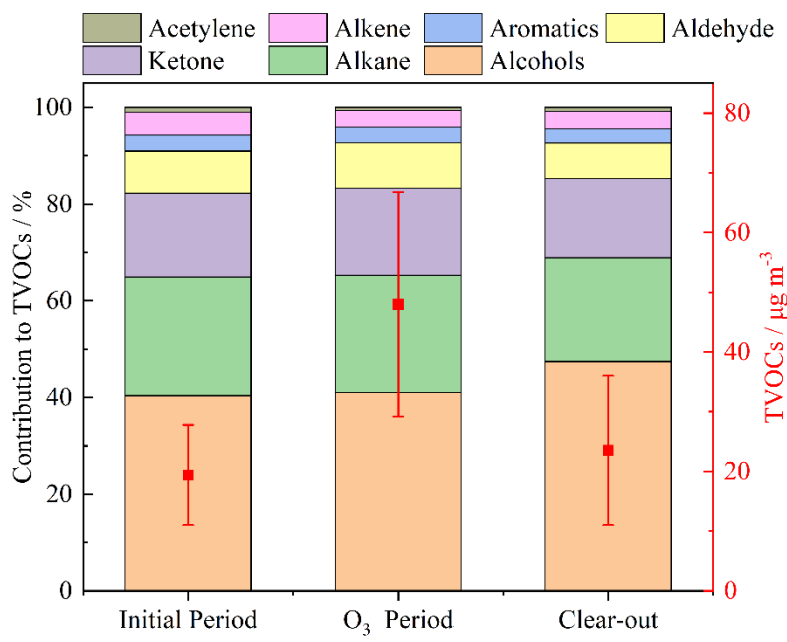 Acetylene Alkene Aromatics Aldehyde
Ketone Alkane Alcohols
Contribution to TVOCs / %
100
80
60
40
20
0
TVOCs / μg m⁻³
80
60
40
20
0
Initial Period O₃ Period Clear-out